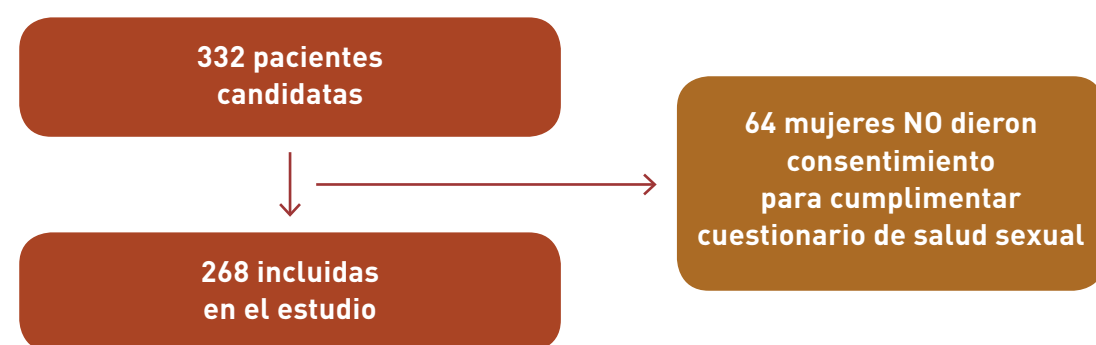 332 pacientes
candidatas
64 mujeres NO dieron
consentimiento
para cumplimentar
cuestionario de salud sexual
268 incluidas
en el estudio